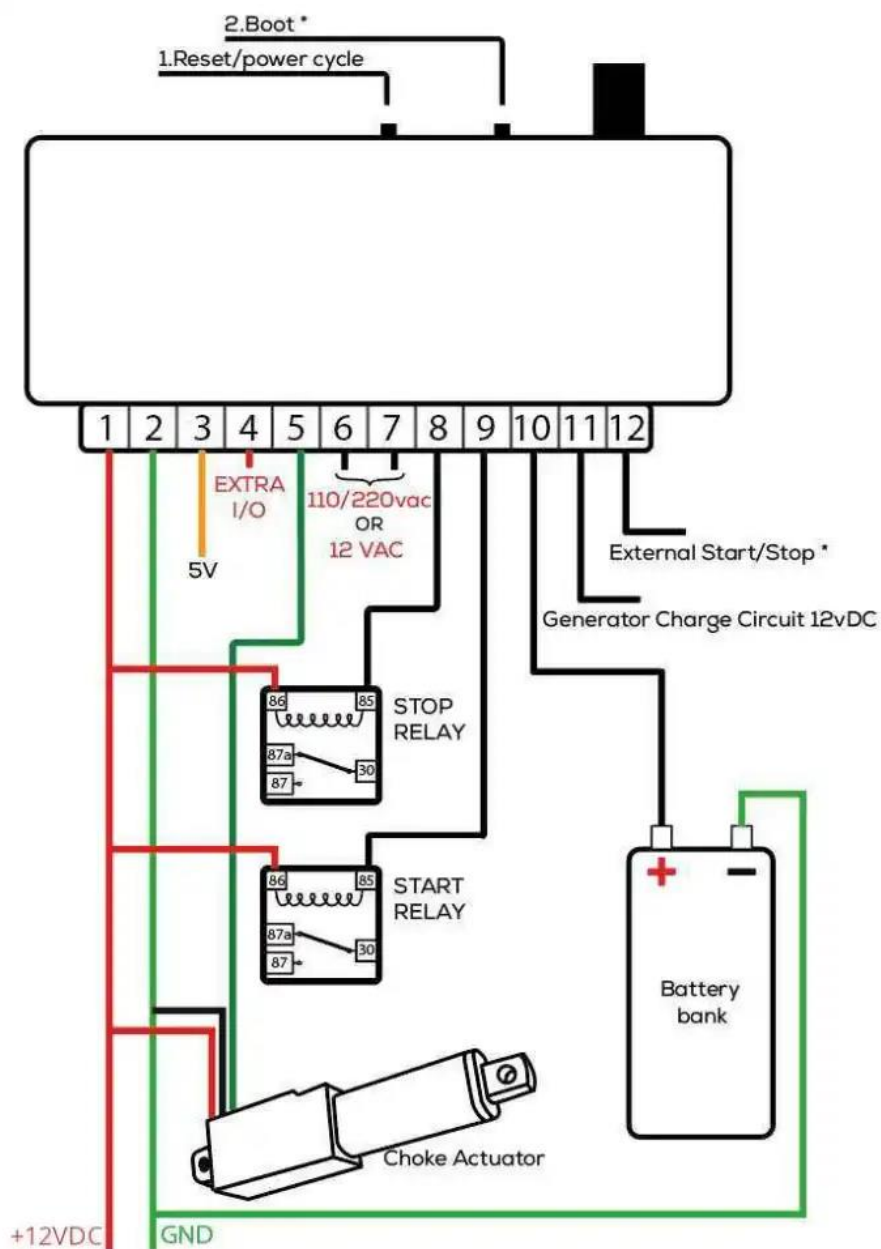 2.Boot *
1.Reset/power cycle
1 2 3 4 5 6 7 8 9 10 11 12
EXTRA
I/O
110/220vac
OR
12 VAC
5V
External Start/Stop *
Generator Charge Circuit 12vDC
86 85
87a
30
87
STOP
RELAY
86 85
87a
30
87
START
RELAY
+ -
Battery
bank
Choke Actuator
+12VDC
GND